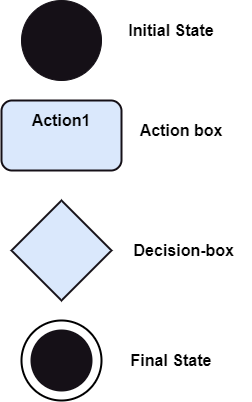 Initial State
Action1
Action box
Decision-box
Final State